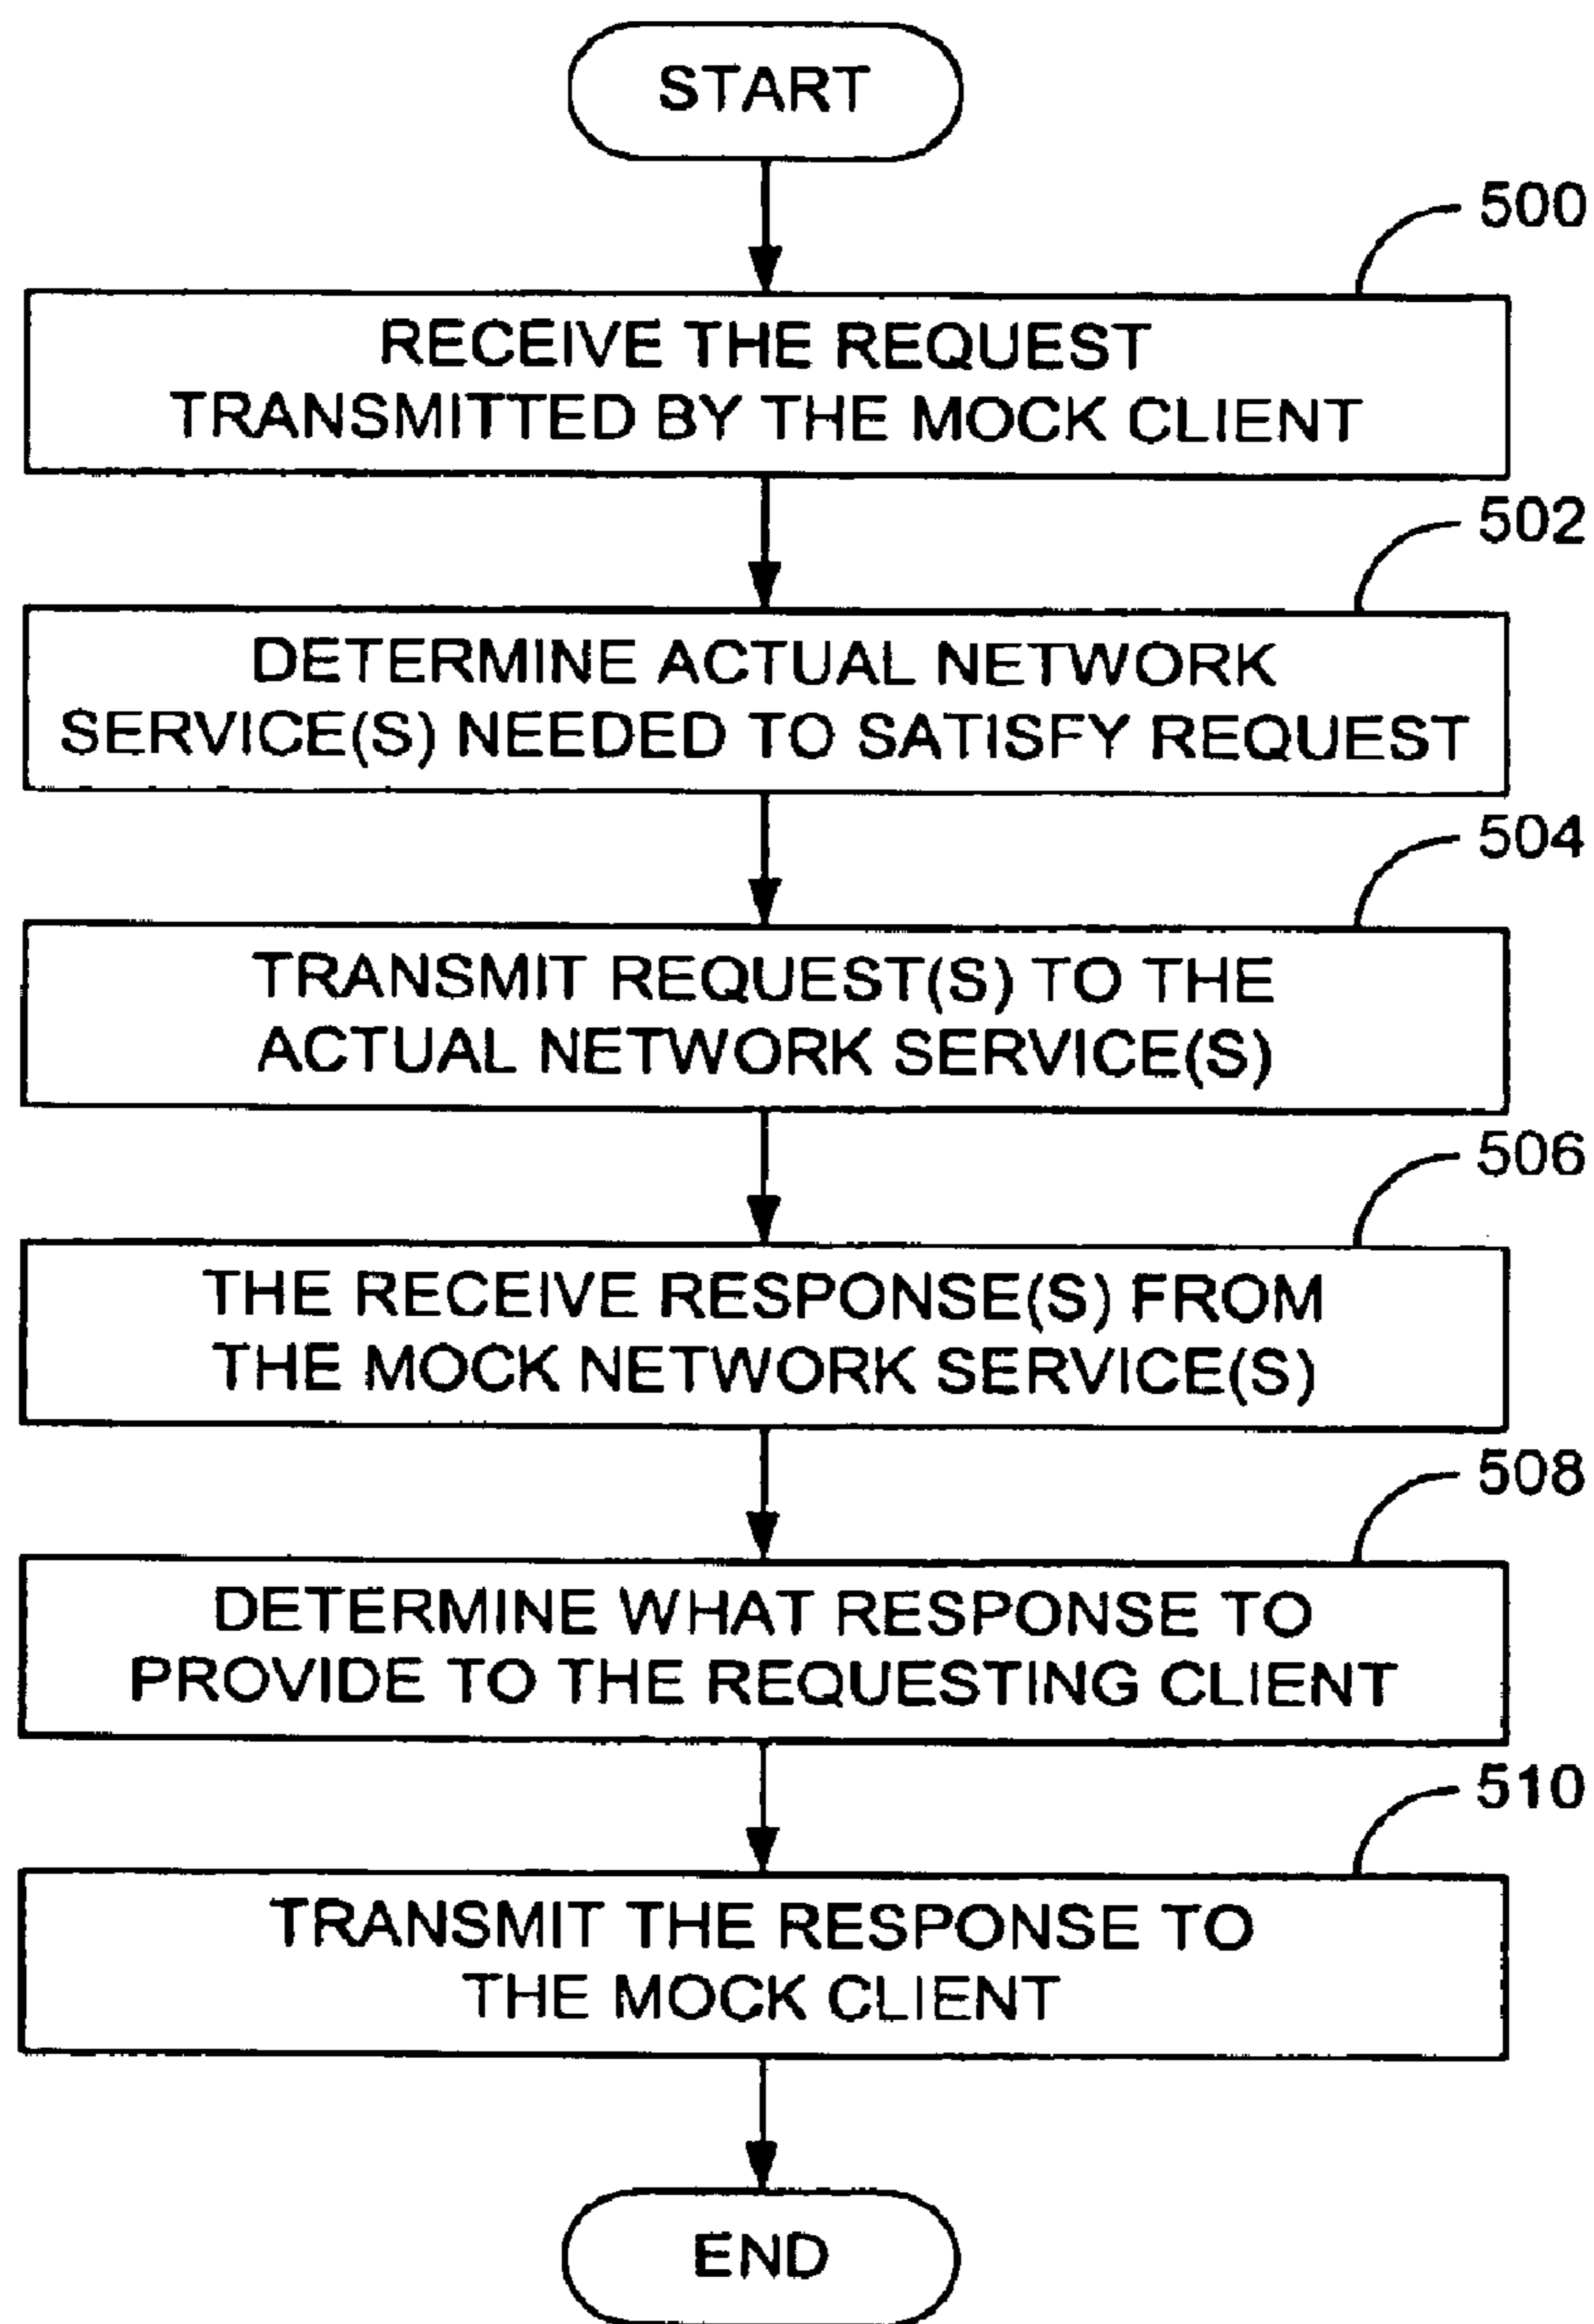 START
500
RECEIVE THE REQUEST
TRANSMITTED BY THE MOCK CLIENT
502
DETERMINE ACTUAL NETWORK
SERVICE(S) NEEDED TO SATISFY REQUEST
504
TRANSMIT REQUEST(S) TO THE
ACTUAL NETWORK SERVICE(S)
506
THE RECEIVE RESPONSE(S) FROM
THE MOCK NETWORK SERVICE(S)
508
DETERMINE WHAT RESPONSE TO
PROVIDE TO THE REQUESTING CLIENT
510
TRANSMIT THE RESPONSE TO
THE MOCK CLIENT
END